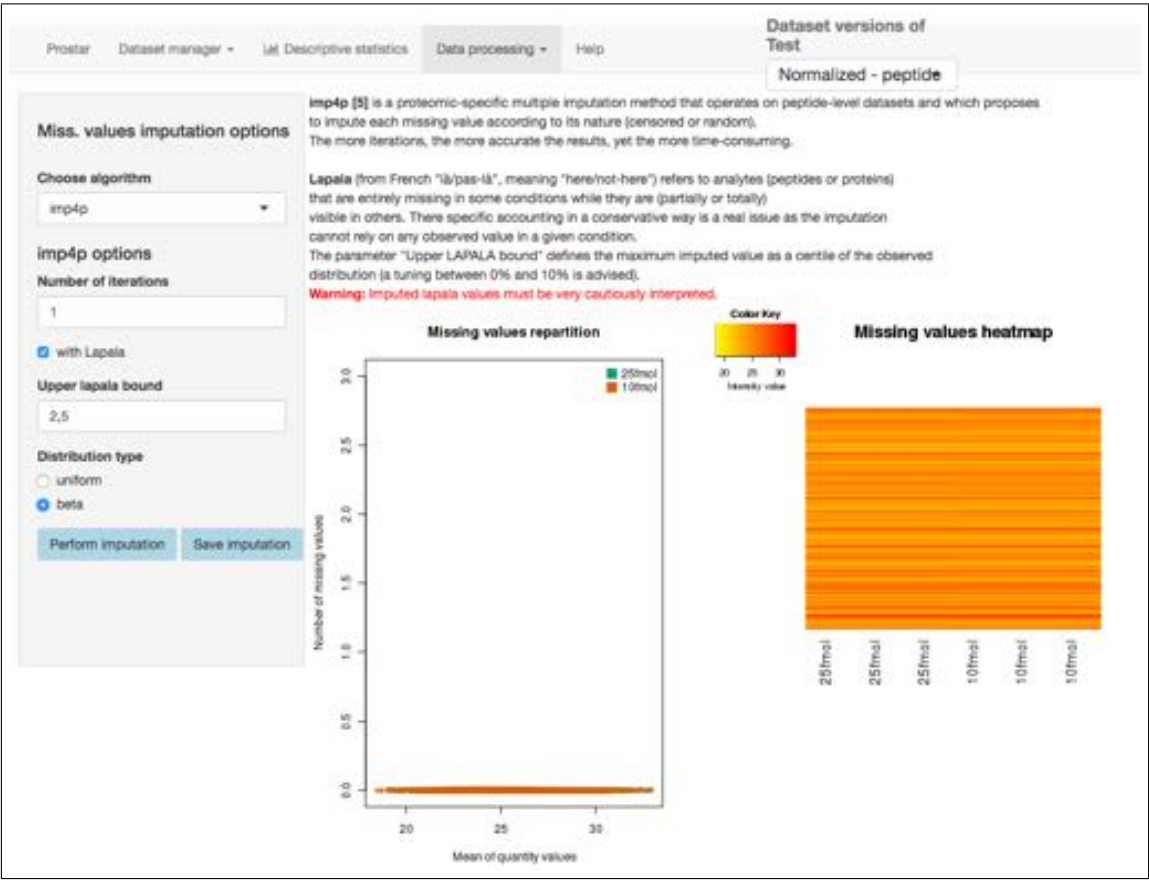 Prostar Dataset manager Descriptive statistics Data processing Help
Dataset versions of
Test
Normalized - peptide
Miss. values imputation options
Choose algorithm
imp4p
imp4p options
Number of iterations
1
with Lapala
Upper lapala bound
2,5
Distribution type
uniform
beta
Perform imputation Save imputation
imp4p [5] is a proteomic-specific multiple imputation method that operates on peptide-level datasets and which proposes
to impute each missing value according to its nature (censored or random).
The more iterations, the more accurate the results, yet the more time-consuming.
Lapala (from French "là/pas-là", meaning "here/not-here") refers to analytes (peptides or proteins)
that are entirely missing in some conditions while they are (partially or totally)
visible in others. There specific accounting in a conservative way is a real issue as the imputation
cannot rely on any observed value in a given condition.
The parameter "Upper LAPALA bound" defines the maximum imputed value as a centile of the observed
distribution (a tuning between 0% and 10% is advised).
Warning: Imputed lapala values must be very cautiously interpreted.
Missing values repartition
25fmol
10fmol
3.0
2.5
2.0
1.5
1.0
0.5
0.0
Number of missing values
20 25 30
Mean of quantity values
Color Key
20 25 30
Intensity value
Missing values heatmap
25fmol 25fmol 25fmol 10fmol 10fmol 10fmol